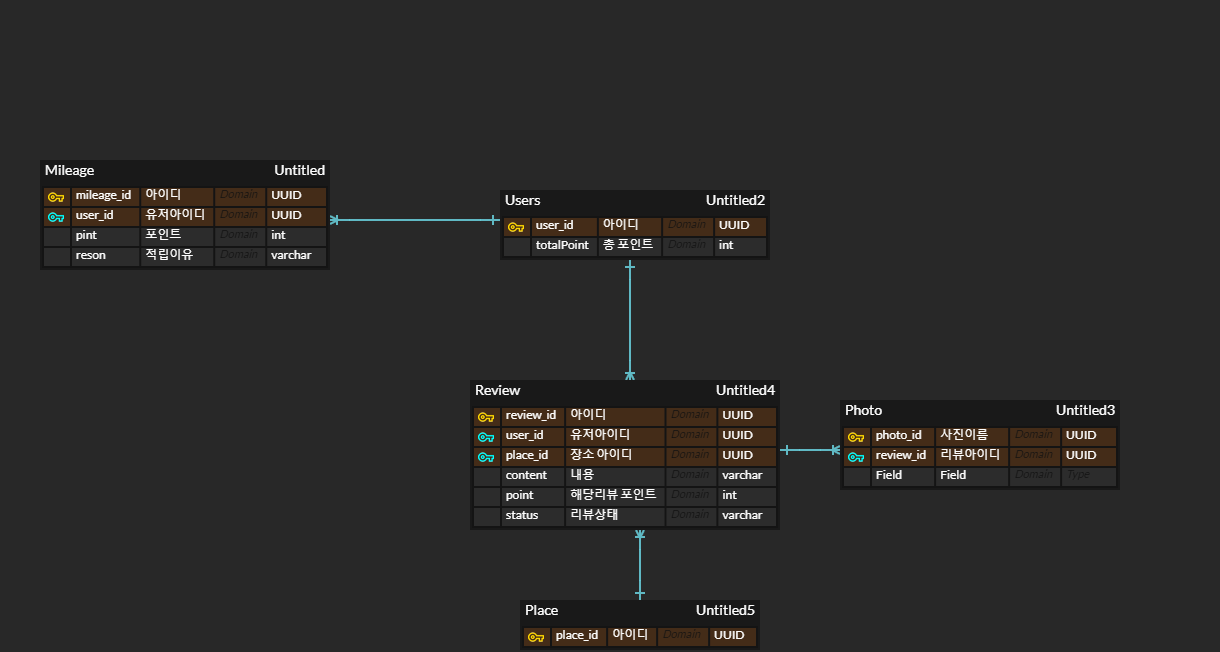 Mileage Untitled
mileage_id 아이디 Domain UUID
user_id 유저아이디 Domain UUID
pint 포인트 Domain int
reson 적립이유 Domain varchar
Users Untitled2
user_id 아이디 Domain UUID
totalPoint 총 포인트 Domain int
Review Untitled4
review_id 아이디 Domain UUID
user_id 유저아이디 Domain UUID
place_id 장소 아이디 Domain UUID
content 내용 Domain varchar
point 해당리뷰 포인트 Domain int
status 리뷰상태 Domain varchar
Photo Untitled3
photo_id 사진이름 Domain UUID
review_id 리뷰아이디 Domain UUID
Field Field Domain Type
Place Untitled5
place_id 아이디 Domain UUID